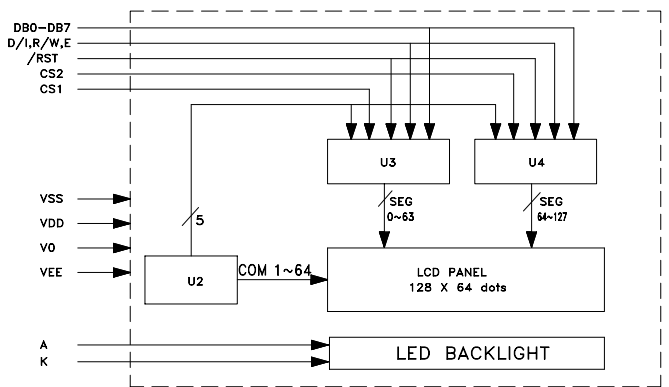 DB0-DB7
D/I,R/W,E
/RST
CS2
CS1
U3
U4
VSS
VDD
V0
VEE
5
SEG
0~63
SEG
64~127
U2
COM 1~64
LCD PANEL
128 X 64 dots
A
K
LED BACKLIGHT